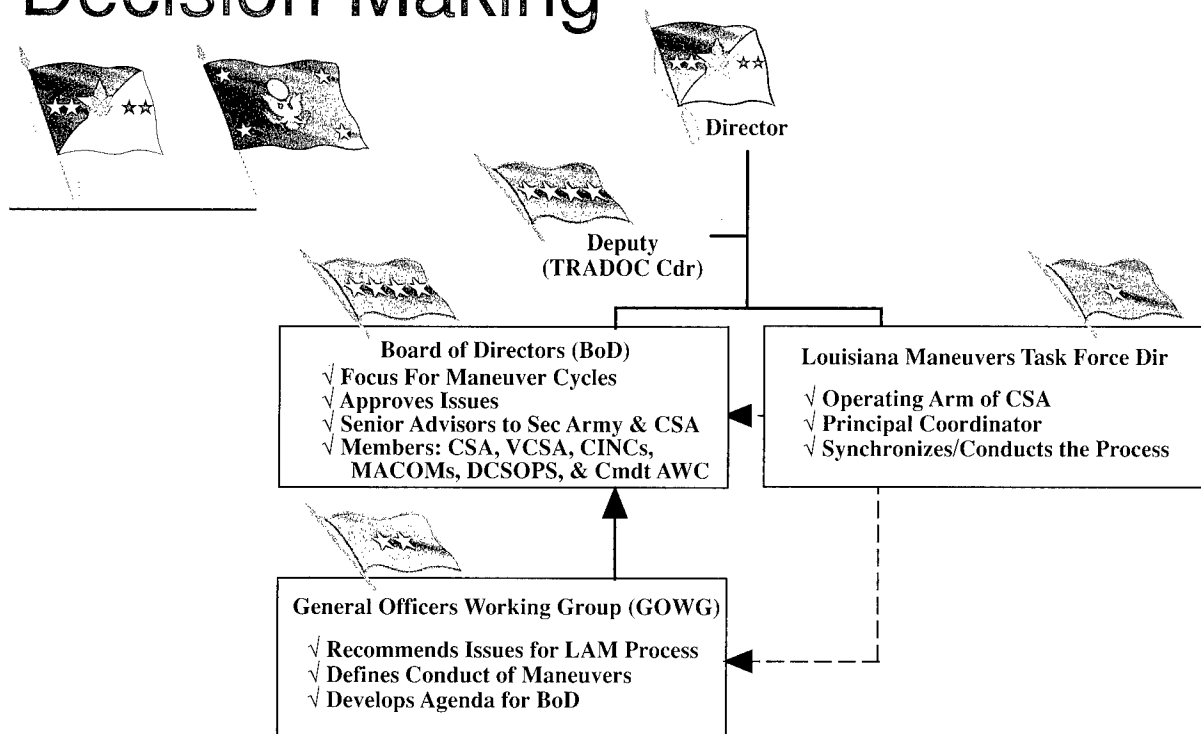 Decision Making
Director
Deputy
(TRADOC Cdr)
Board of Directors (BoD)
√ Focus For Maneuver Cycles
√ Approves Issues
√ Senior Advisors to Sec Army & CSA
√ Members: CSA, VCSA, CINCs,
MACOMs, DCSOPS, & Cmdt AWC
Louisiana Maneuvers Task Force Dir
√ Operating Arm of CSA
√ Principal Coordinator
√ Synchronizes/Conducts the Process
General Officers Working Group (GOWG)
√ Recommends Issues for LAM Process
√ Defines Conduct of Maneuvers
√ Develops Agenda for BoD